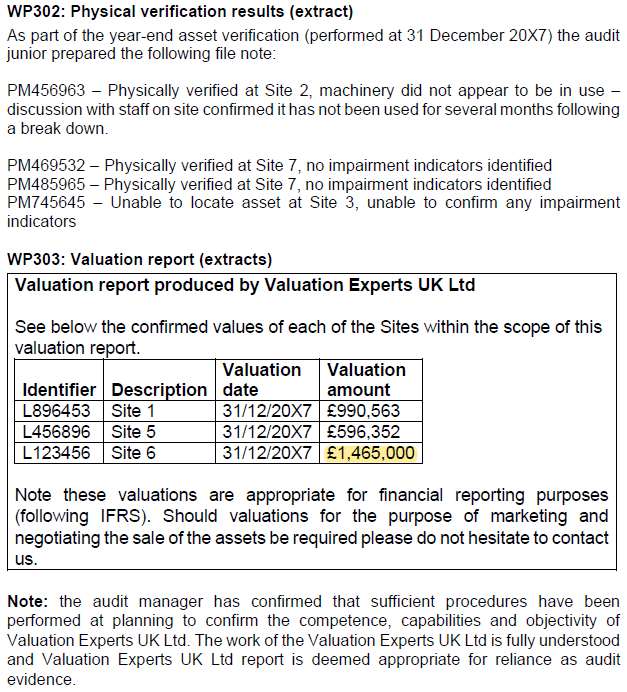 WP302: Physical verification results (extract)
As part of the year-end asset verification (performed at 31 December 20X7) the audit
junior prepared the following file note:
PM456963 – Physically verified at Site 2, machinery did not appear to be in use –
discussion with staff on site confirmed it has not been used for several months following
a break down.
PM469532 – Physically verified at Site 7, no impairment indicators identified
PM485965 – Physically verified at Site 7, no impairment indicators identified
PM745645 – Unable to locate asset at Site 3, unable to confirm any impairment
indicators
WP303: Valuation report (extracts)
Valuation report produced by Valuation Experts UK Ltd
See below the confirmed values of each of the Sites within the scope of this
valuation report.
Identifier Description Valuation date Valuation amount
L896453 Site 1 31/12/20X7 £990,563
L456896 Site 5 31/12/20X7 £596,352
L123456 Site 6 31/12/20X7 £1,465,000
Note these valuations are appropriate for financial reporting purposes
(following IFRS). Should valuations for the purpose of marketing and
negotiating the sale of the assets be required please do not hesitate to contact
us.
Note: the audit manager has confirmed that sufficient procedures have been
performed at planning to confirm the competence, capabilities and objectivity of
Valuation Experts UK Ltd. The work of the Valuation Experts UK Ltd is fully understood
and Valuation Experts UK Ltd report is deemed appropriate for reliance as audit
evidence.